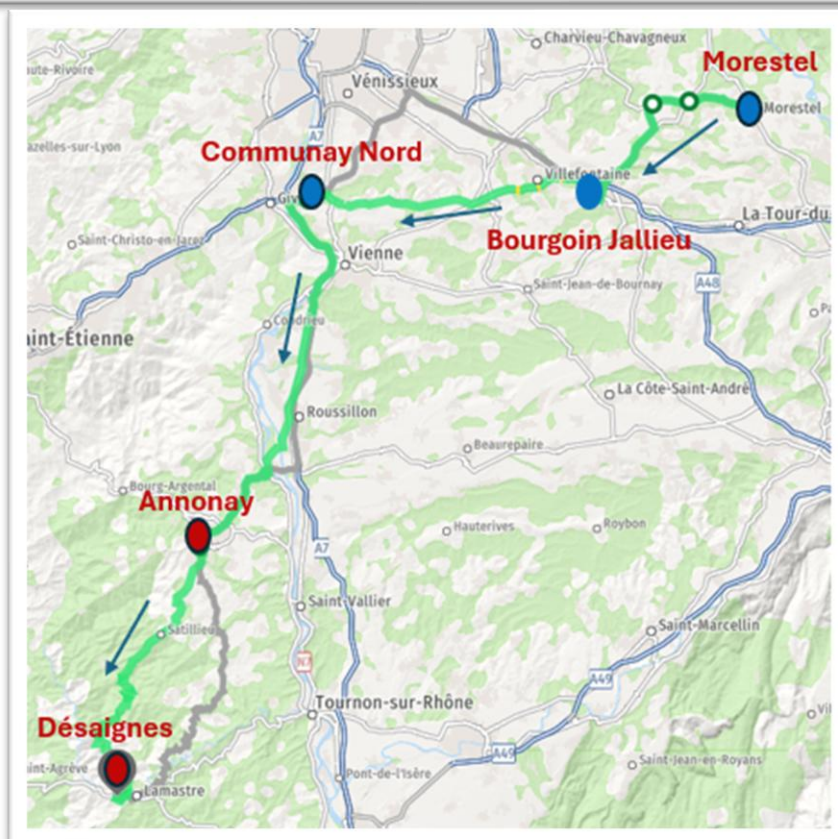 Charvieu-Chavagneux
Morestel
aute-Rivoire
Vénissieux
Morestel
A7
azelles-sur-Lyon
Communay Nord
Villefontaine
Giv
La Tour-du
Saint-Christo-en-Jarez
Bourgoin Jallieu
Vienne
Saint-Jean-de-Bournay
A48
Condrieu
aint-Étienne
La Côte-Saint-André
Roussillon
Beaurepaire
Bourg-Argental
Annonay
Hauterives
Roybon
A7
Saint-Vallier
Saint-Marcellin
Satillieu
N7
A49
Tournon-sur-Rhône
Désaignes
A49
Saint-Jean-en-Royans
int-Agrève
Pont-de-l'Isère
Lamastre